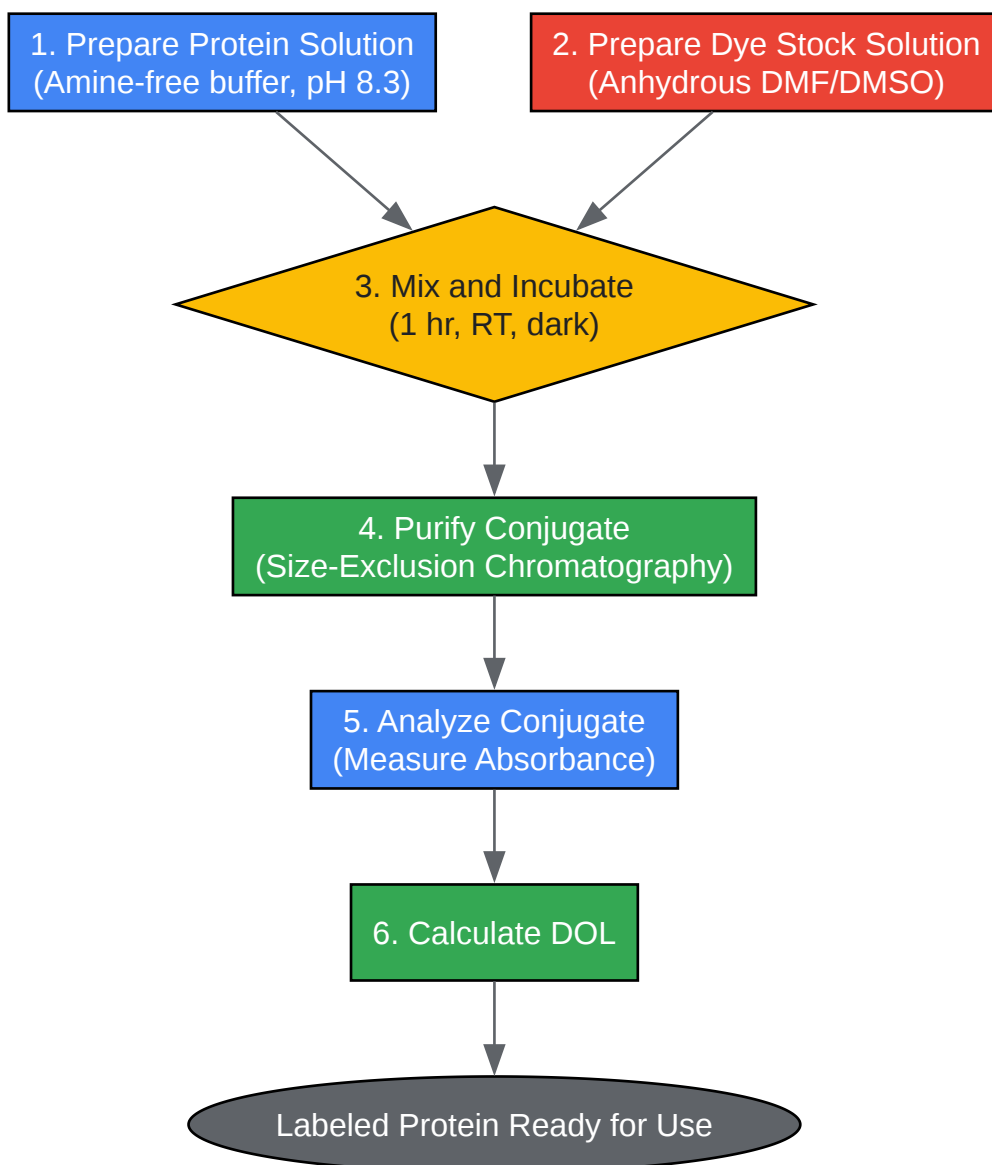 1. Prepare Protein Solution
(Amine-free buffer, pH 8.3)
2. Prepare Dye Stock Solution
(Anhydrous DMF/DMSO)
3. Mix and Incubate
(1 hr, RT, dark)
4. Purify Conjugate
(Size-Exclusion Chromatography)
5. Analyze Conjugate
(Measure Absorbance)
6. Calculate DOL
Labeled Protein Ready for Use